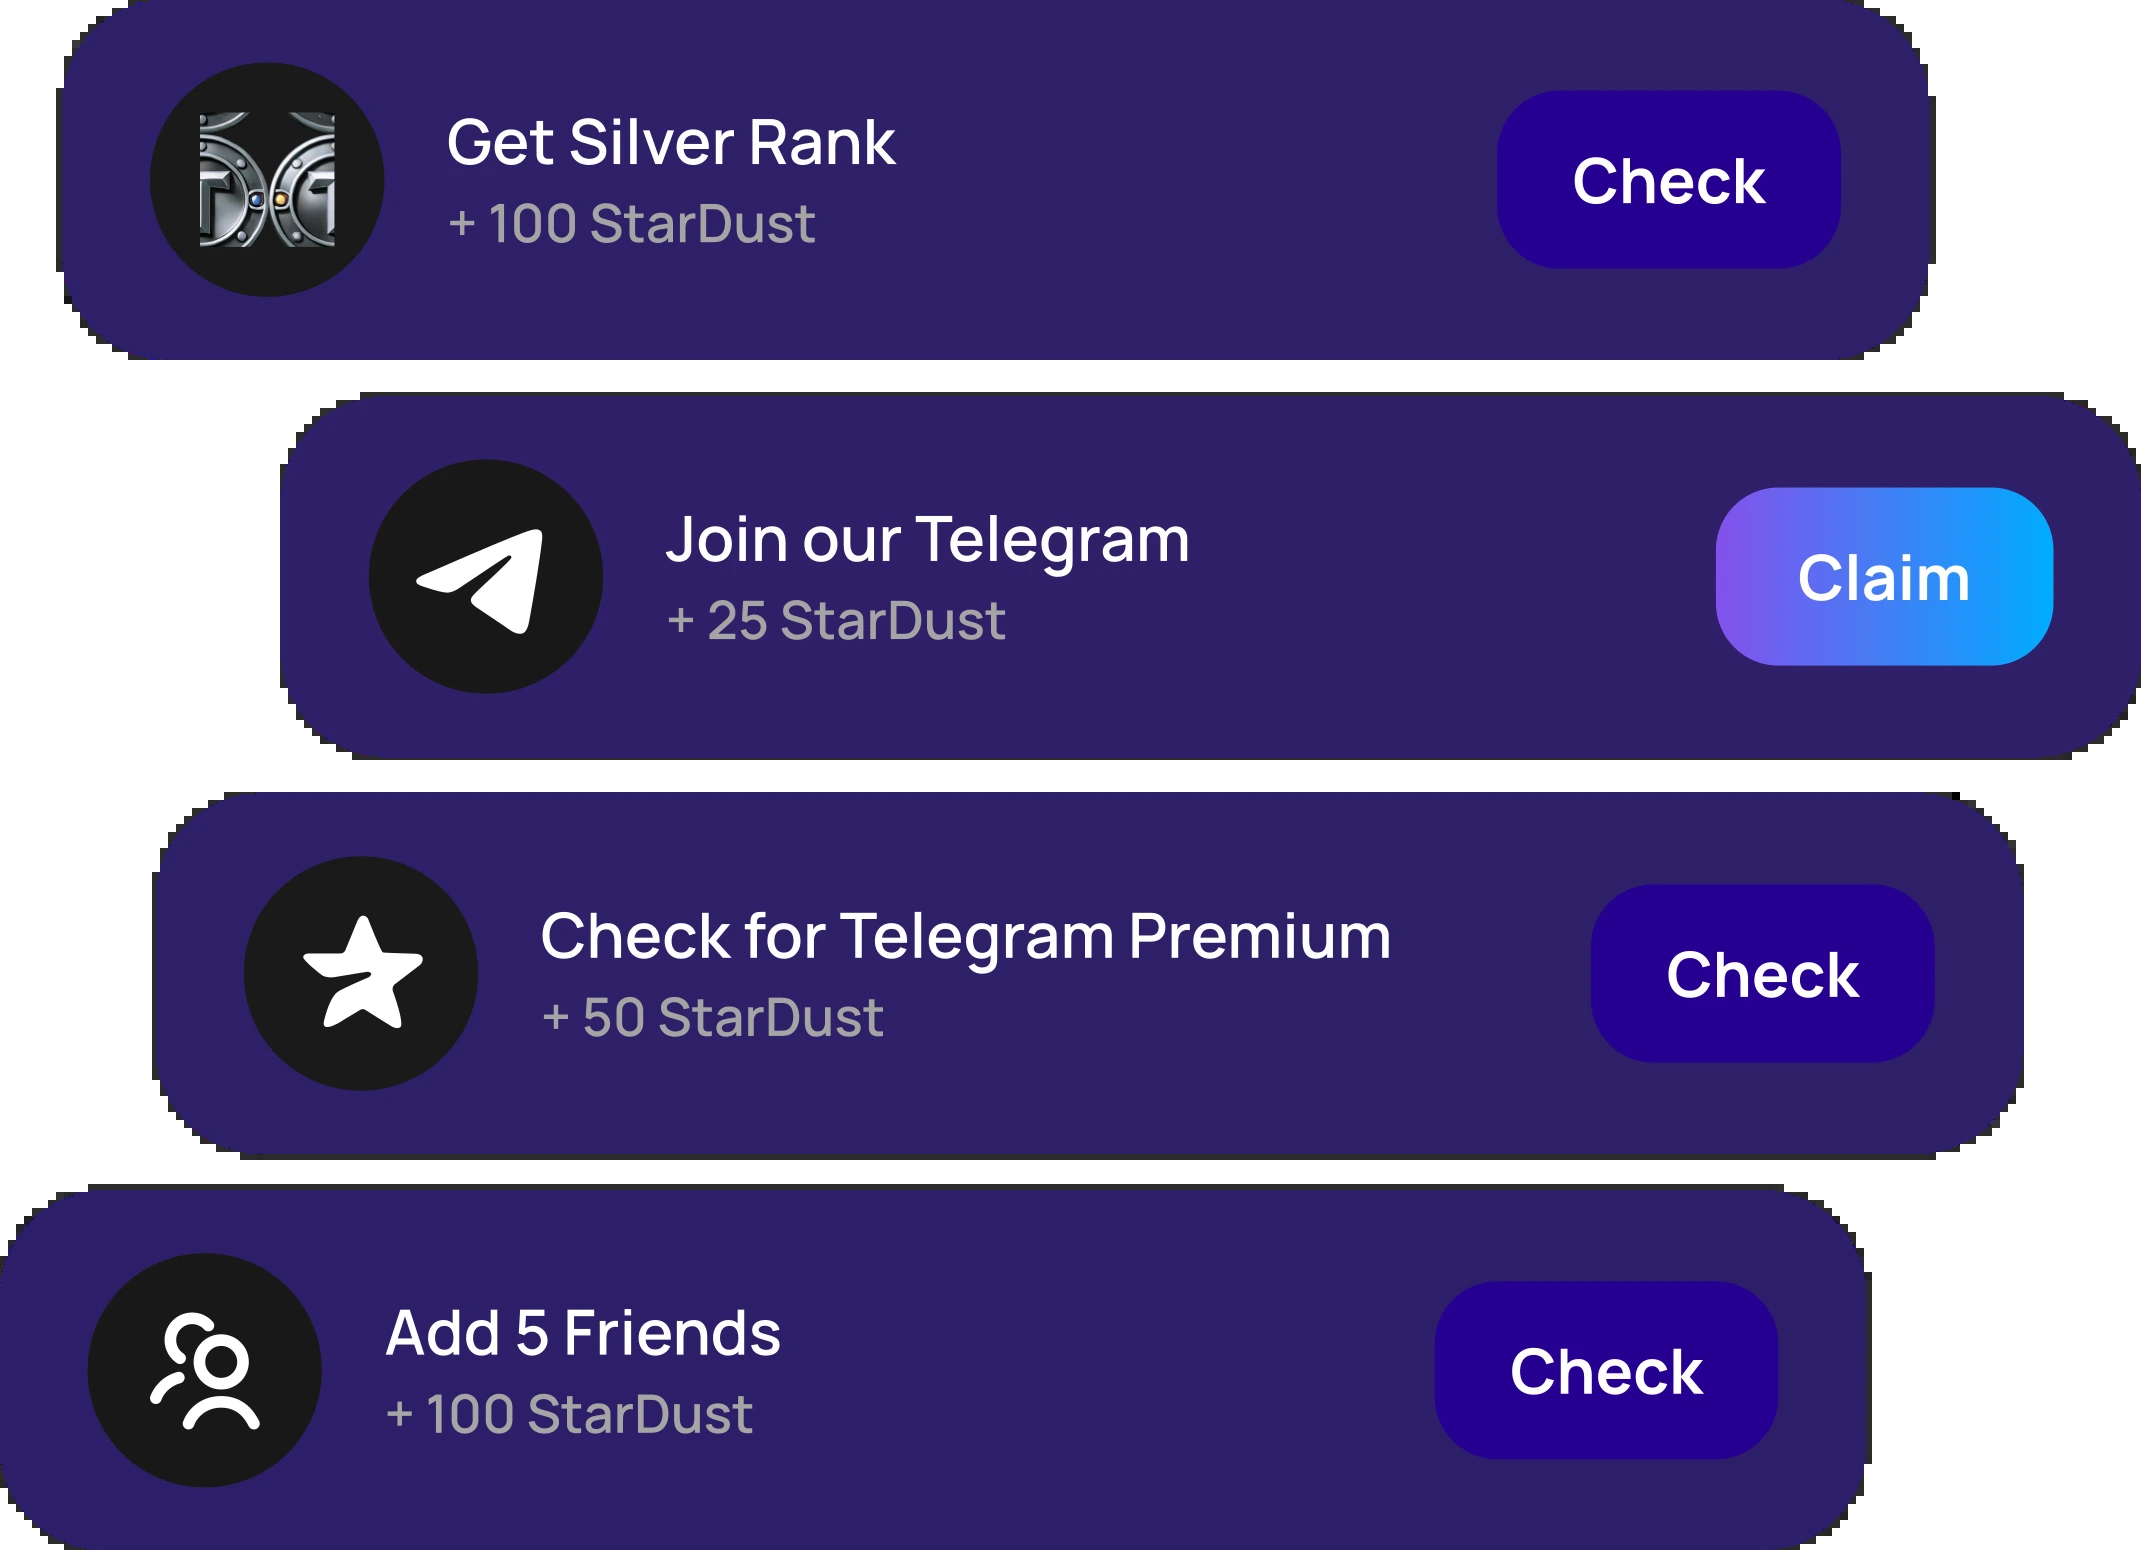 Get Silver Rank
+ 100 StarDust
Check
Join our Telegram
+ 25 StarDust
Claim
Check for Telegram Premium
+ 50 StarDust
Check
Add 5 Friends
+ 100 StarDust
Check